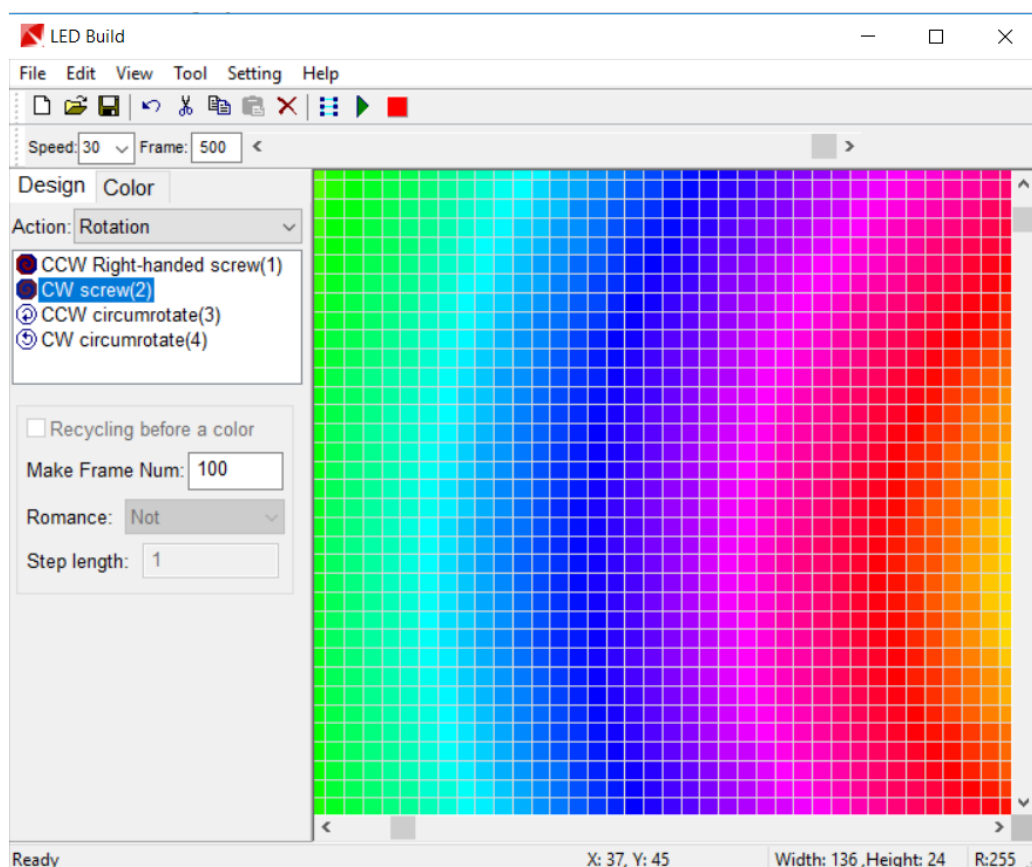 LED Build
File Edit View Tool Setting Help
Speed: 30 Frame: 500
Design Color
Action: Rotation
CCW Right-handed screw(1)
CW screw(2)
CCW circumrotate(3)
CW circumrotate(4)
Recycling before a color
Make Frame Num: 100
Romance: Not
Step length: 1
Ready X: 37, Y: 45 Width: 136 ,Height: 24 R:255